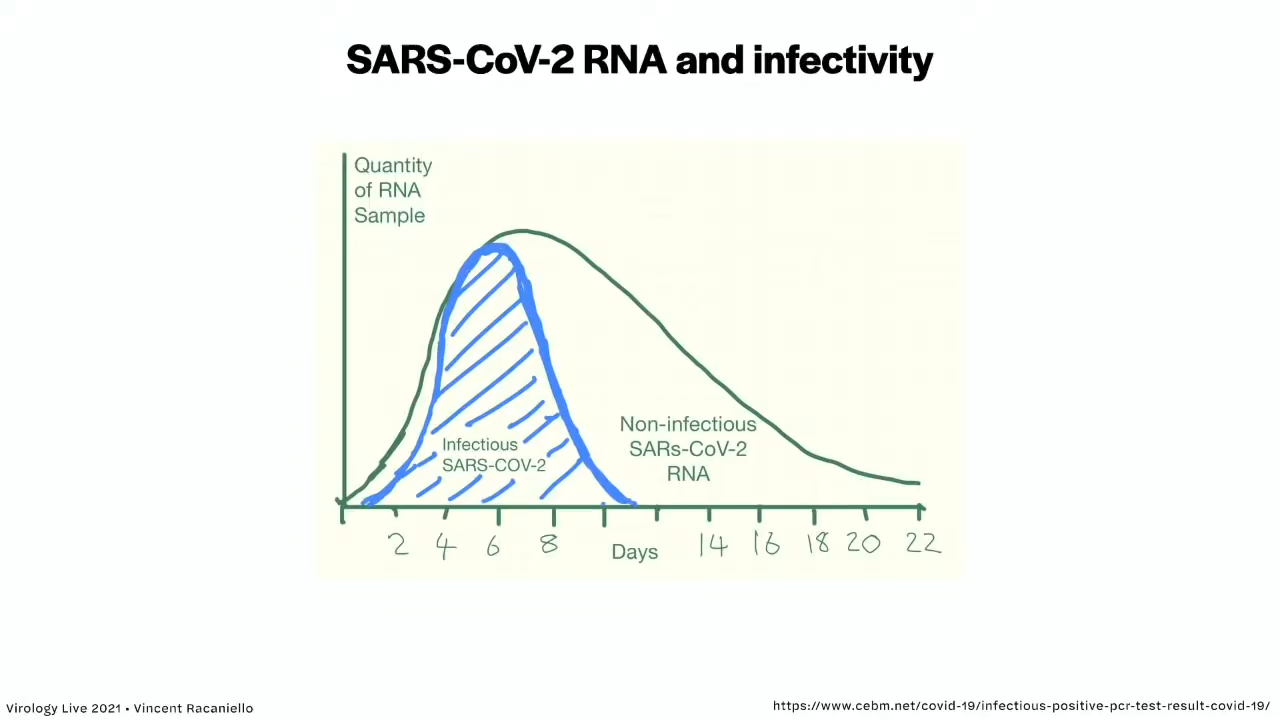 SARS-CoV-2 RNA and infectivity
Quantity
of RNA
Sample
Infectious
SARS-COV-2
Non-infectious
SARs-CoV-2
RNA
2 4 6 8 Days 14 16 18 20 22
Virology Live 2021 • Vincent Racaniello
https://www.cebm.net/covid-19/infectious-positive-pcr-test-result-covid-19/